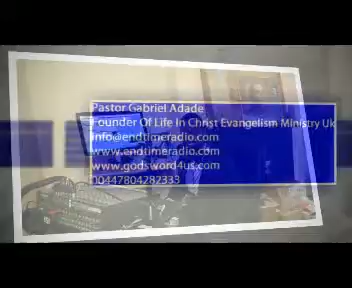 Pastor Gabriel Adade
Founder Of Life In Christ Evangelism Ministry Uk
info@endtimeradio.com
www.endtimeradio.com
www.godsword4us.com
00447804282333